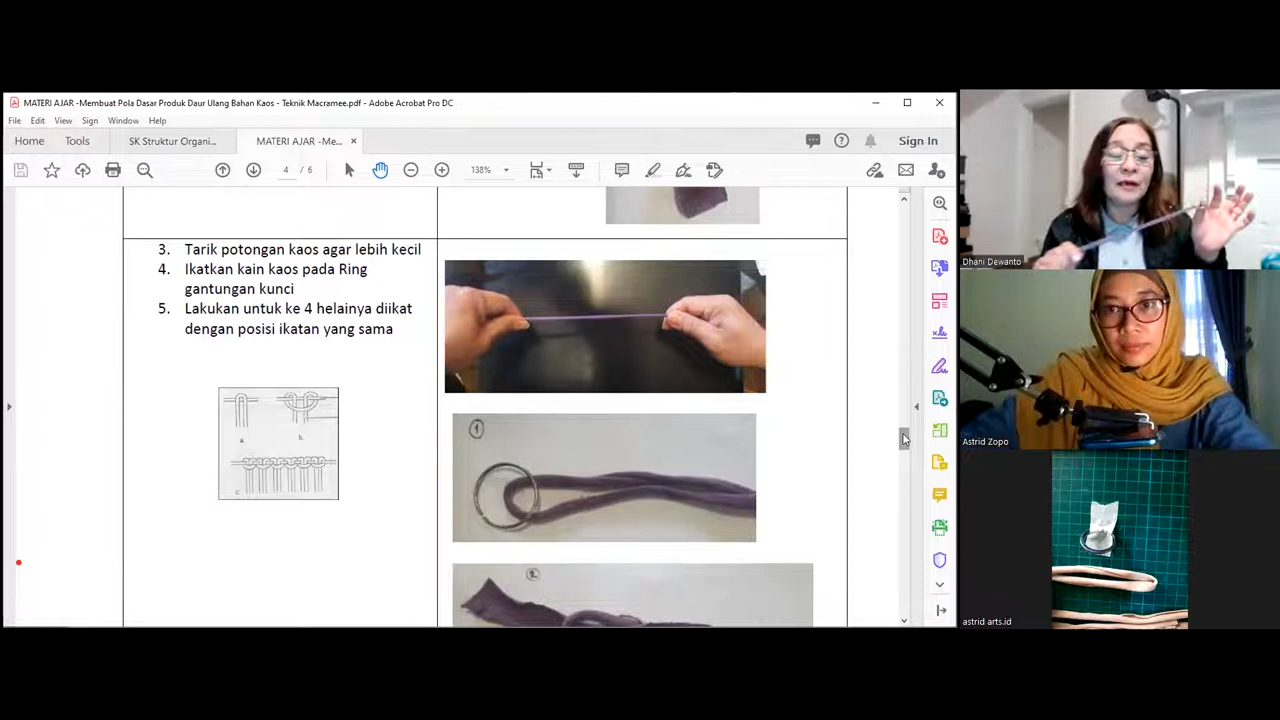 MATERI AJAR -Membuat Pola Dasar Produk Daur Ulang Bahan Kaos - Teknik Macramee.pdf - Adobe Acrobat Pro DC
File Edit View Sign Window Help
Home Tools SK Struktur Organi... MATERI AJAR -Me... Sign In
4 / 6 138%
3. Tarik potongan kaos agar lebih kecil
4. Ikatkan kain kaos pada Ring
gantungan kunci
5. Lakukan untuk ke 4 helainya diikat
dengan posisi ikatan yang sama
a. b.
c
1
2
Dhani Dewanto
Astrid Zopo
astrid arts.id